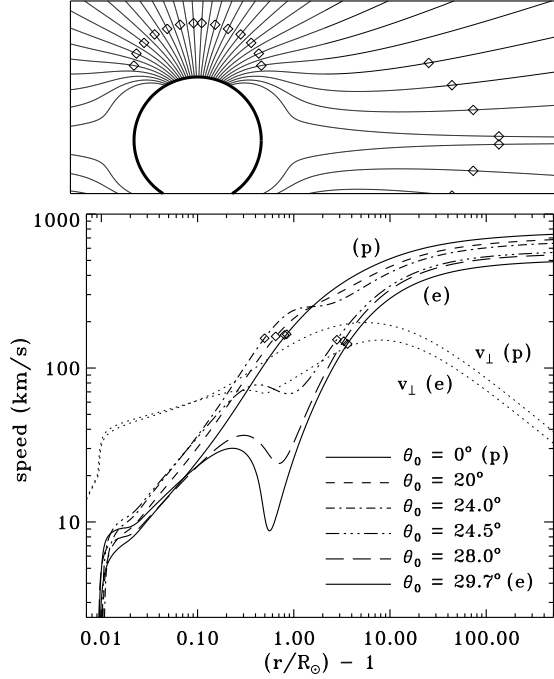 1000
(p)
(e)
v⊥ (p)
100
v⊥ (e)
speed (km/s)
θ₀ = 0° (p)
θ₀ = 20°
θ₀ = 24.0°
10
θ₀ = 24.5°
θ₀ = 28.0°
θ₀ = 29.7° (e)
0.01 0.10 1.00 10.00 100.00
(r/R☉) − 1